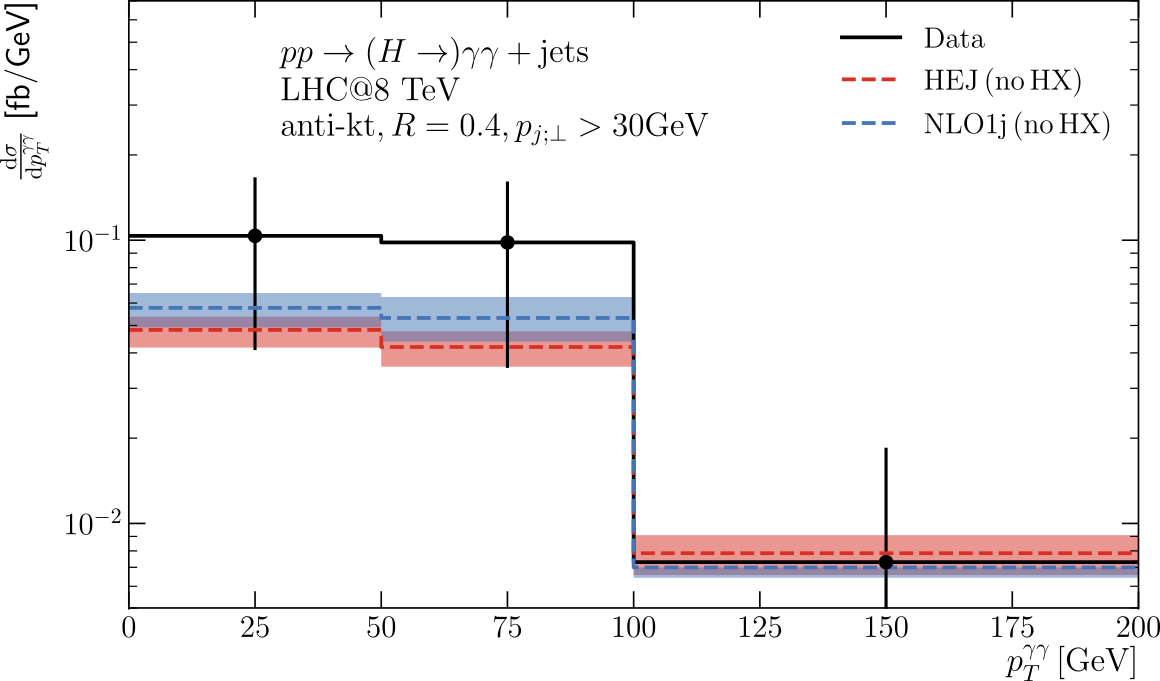 dσ/dp_T^{γγ} [fb/GeV]
pp → (H →)γγ + jets
LHC@8 TeV
anti-kt, R = 0.4, p_{j;⊥} > 30GeV
Data
HEJ (no HX)
NLO1j (no HX)
10^{−1}
10^{−2}
0 25 50 75 100 125 150 175 200
p_T^{γγ} [GeV]